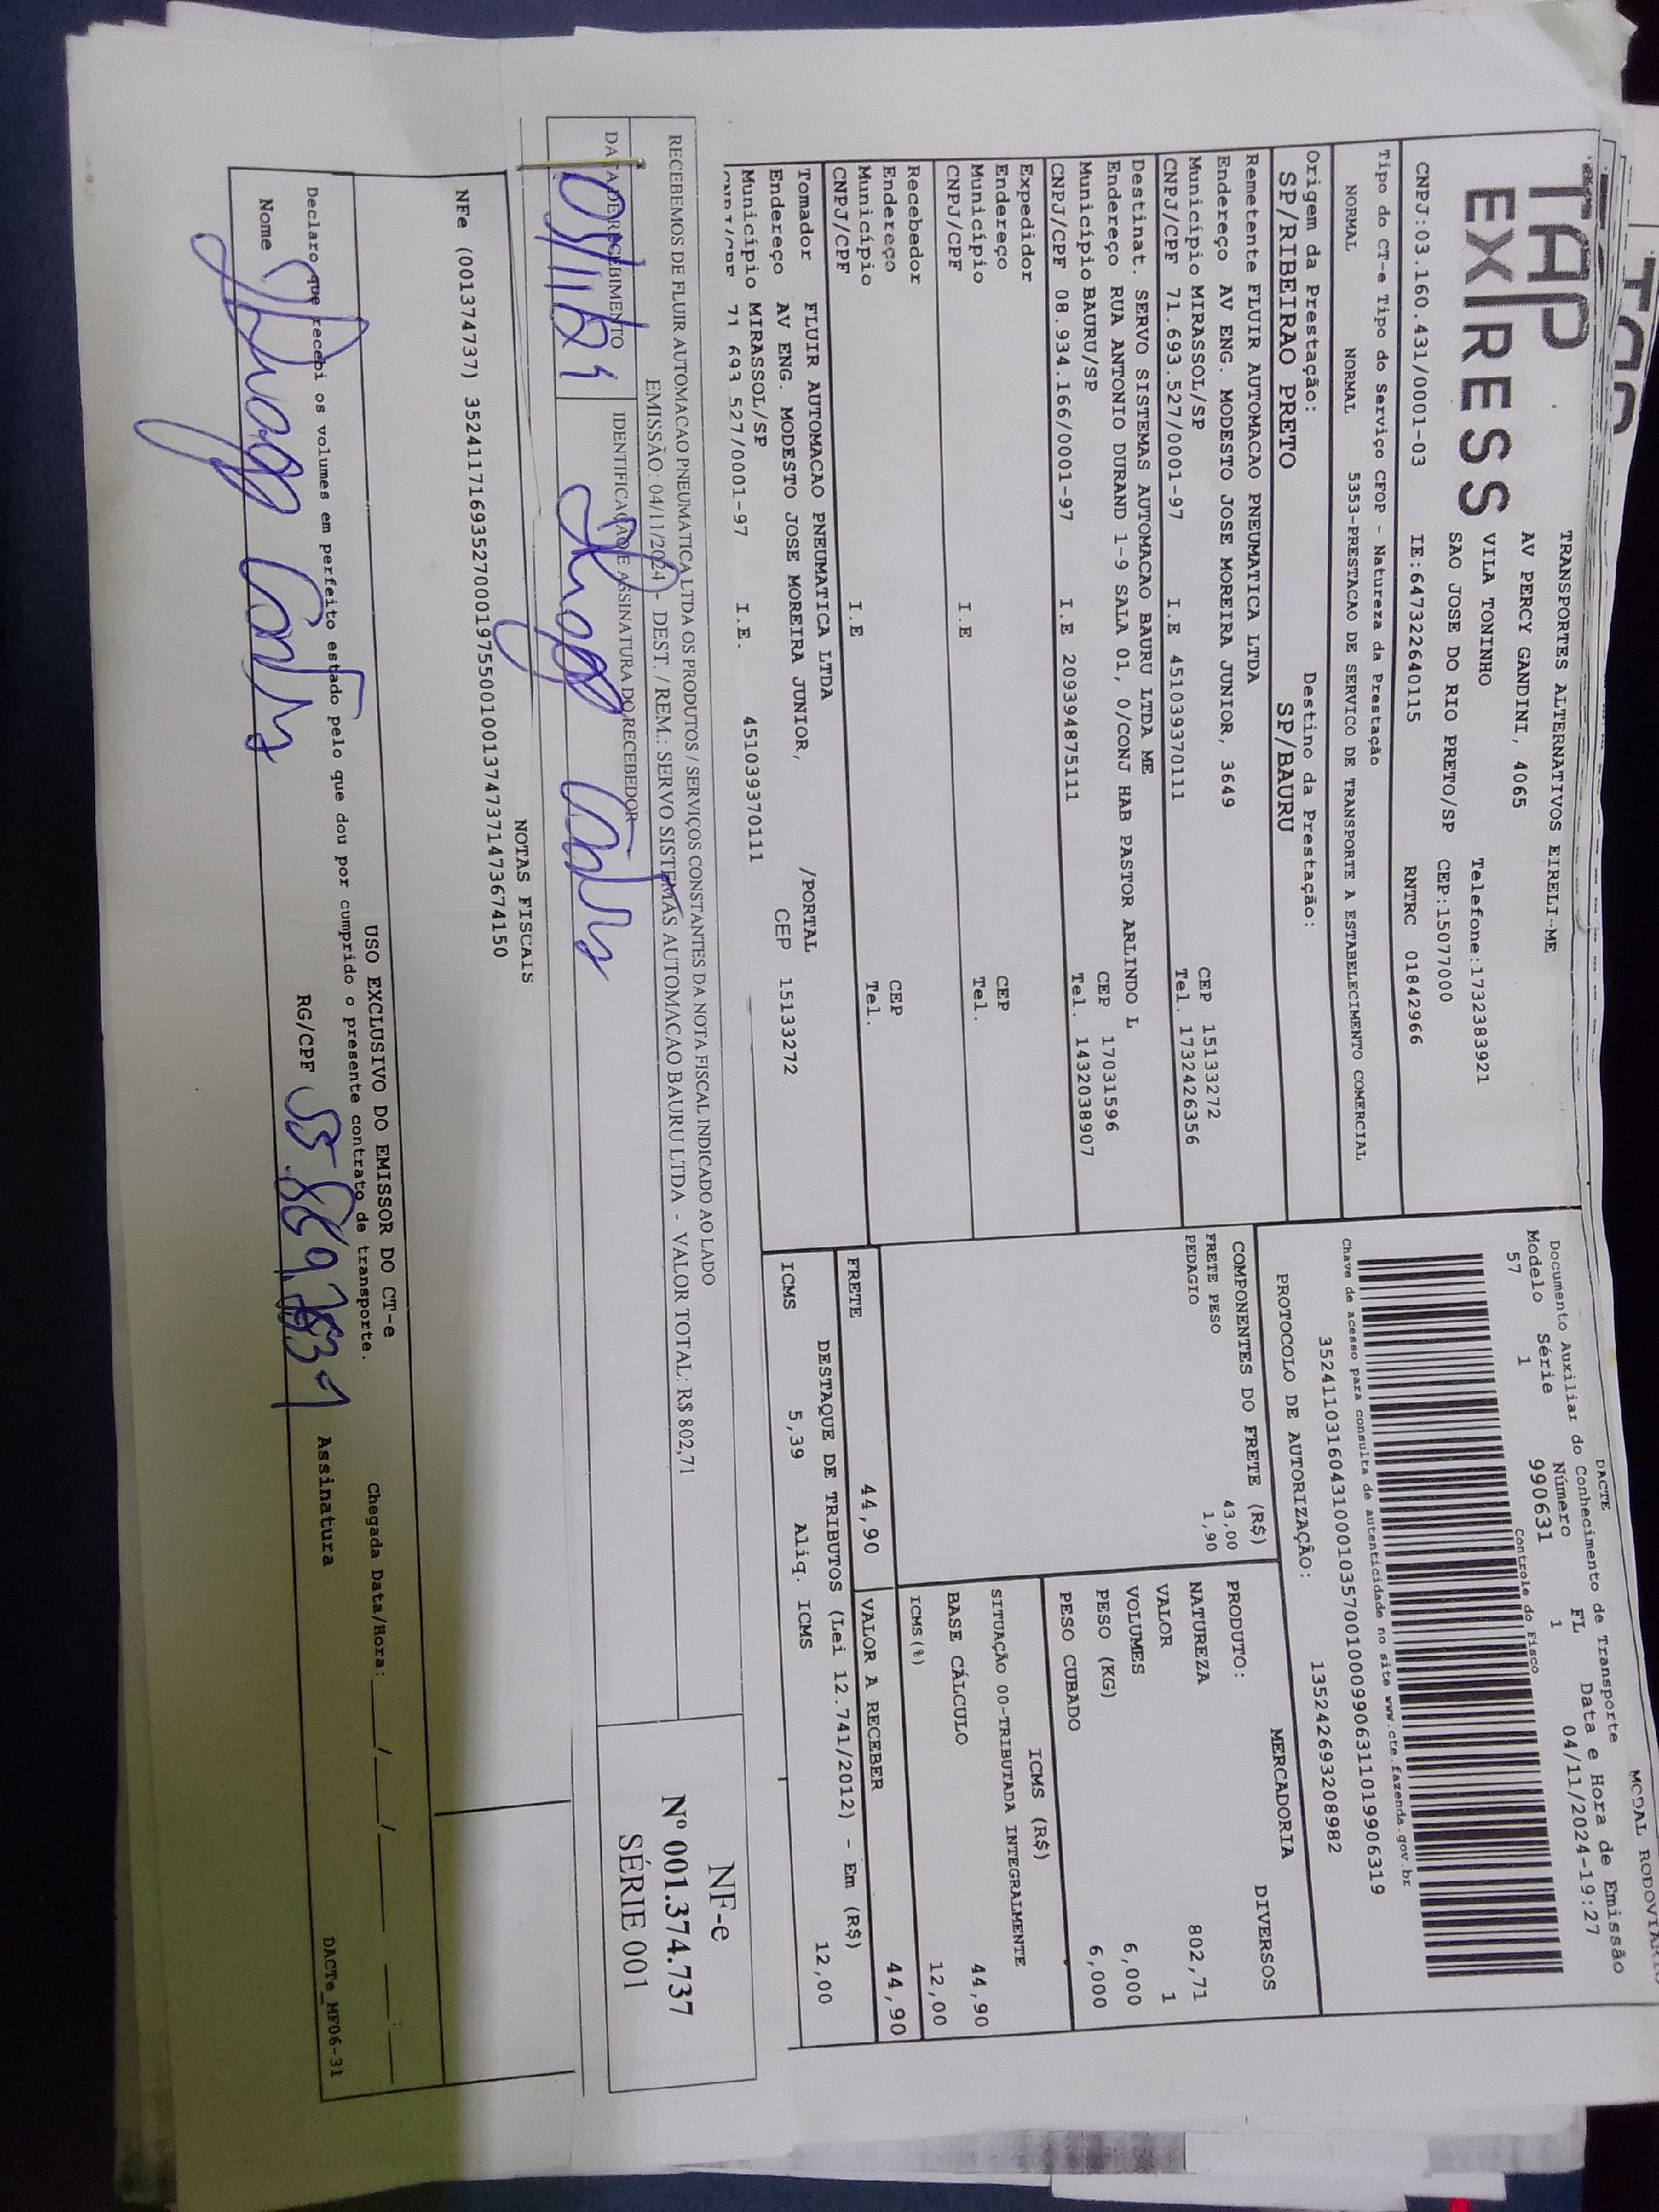 TAP
EXPRESS
TRANSPORTES ALTERNATIVOS EIRELI-ME
AV PERCY GANDINI, 4065
VILA TONINHO
Telefone:1732383921
SAO JOSE DO RIO PRETO/SP CEP:15077000
CNPJ:03.160.431/0001-03 IE:647322640115 RNTRC 01842966
MODAL RODOVIARIO
DACTE
Documento Auxiliar do Conhecimento de Transporte
Modelo Série Número FL Data e Hora de Emissão
57 1 990631 1 04/11/2024-19:27
Controle do Fisco
Chave de acesso para consulta de autenticidade no site www.cte.fazenda.gov.br
35241103160431000103570010009906311019906319
PROTOCOLO DE AUTORIZAÇÃO: 135242693208982
Tipo do CT-e Tipo do Serviço CFOP - Natureza da Prestação
NORMAL NORMAL 5353-PRESTACAO DE SERVICO DE TRANSPORTE A ESTABELECIMENTO COMERCIAL
Origem da Prestação: Destino da Prestação:
SP/RIBEIRAO PRETO SP/BAURU
Remetente FLUIR AUTOMACAO PNEUMATICA LTDA
Endereço AV ENG. MODESTO JOSE MOREIRA JUNIOR, 3649
Município MIRASSOL/SP CEP 15133272
CNPJ/CPF 71.693.527/0001-97 I.E 451039370111 Tel. 1732426356
Destinat. SERVO SISTEMAS AUTOMACAO BAURU LTDA ME
Endereço RUA ANTONIO DURAND 1-9 SALA 01, 0/CONJ HAB PASTOR ARLINDO L
Município BAURU/SP CEP 17031596
CNPJ/CPF 08.934.166/0001-97 I.E 209394875111 Tel. 1432038907
Expedidor
Endereço
Município CEP
CNPJ/CPF I.E Tel.
Recebedor
Endereço
Município CEP
CNPJ/CPF I.E Tel.
Tomador FLUIR AUTOMACAO PNEUMATICA LTDA
Endereço AV ENG. MODESTO JOSE MOREIRA JUNIOR, /PORTAL
Município MIRASSOL/SP CEP 15133272
CNPJ/CPF 71.693.527/0001-97 I.E. 451039370111
COMPONENTES DO FRETE (R$)
FRETE PESO 43,00
PEDAGIO 1,90
MERCADORIA
PRODUTO: DIVERSOS
NATUREZA
VALOR 802,71
VOLUMES 1
PESO (KG) 6,000
PESO CUBADO 6,000
ICMS (R$)
SITUAÇÃO 00-TRIBUTADA INTEGRALMENTE
BASE CÁLCULO 44,90
ICMS(%) 12,00
FRETE 44,90 VALOR A RECEBER 44,90
DESTAQUE DE TRIBUTOS (Lei 12.741/2012) - Em (R$)
ICMS 5,39 Aliq. ICMS 12,00
RECEBEMOS DE FLUIR AUTOMACAO PNEUMATICA LTDA OS PRODUTOS / SERVIÇOS CONSTANTES DA NOTA FISCAL INDICADO AO LADO
EMISSÃO: 04/11/2024 - DEST. / REM.: SERVO SISTEMAS AUTOMACAO BAURU LTDA - VALOR TOTAL: R$ 802,71
DATA DE RECEBIMENTO IDENTIFICAÇÃO E ASSINATURA DO RECEBEDOR
NF-e
Nº 001.374.737
SÉRIE 001
NOTAS FISCAIS
NFe (001374737) 35241171693527000197550010013747371473674150
USO EXCLUSIVO DO EMISSOR DO CT-e
Declaro que recebi os volumes em perfeito estado pelo que dou por cumprido o presente contrato de transporte. Chegada Data/Hora: ___/___/______ ___:___
Nome RG/CPF Assinatura
DACTe_MF06-31